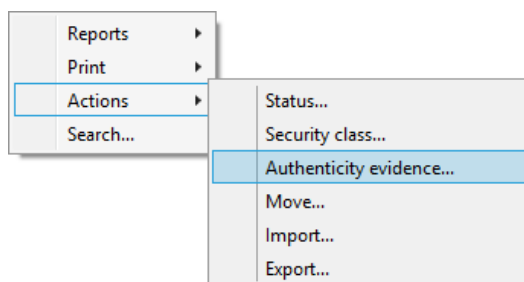 Reports
Print
Actions
Search...
Status...
Security class...
Authenticity evidence...
Move...
Import...
Export...